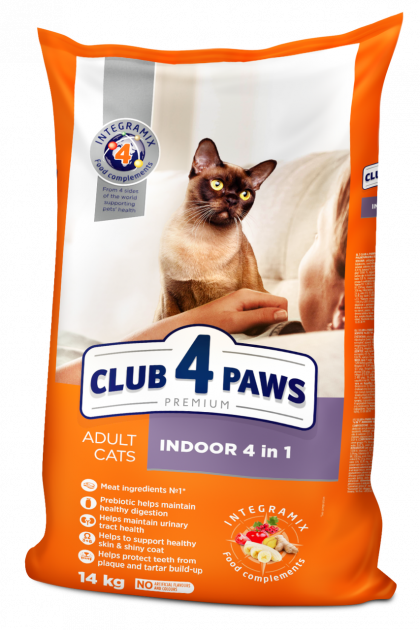 INTEGRAMIX
4
Food complements
From 4 sides
of the world
supporting
pets' health
CLUB 4 PAWS
PREMIUM
ADULT
CATS
INDOOR 4 in 1
Meat ingredients №1*
Prebiotic helps maintain
healthy digestion
Helps maintain urinary
tract health
Helps to support healthy
skin & shiny coat
Helps protect teeth from
plaque and tartar build-up
14 kg
NO ARTIFICIAL FLAVOURS
AND COLOURS
INTEGRAMIX
Food complements
CLUB